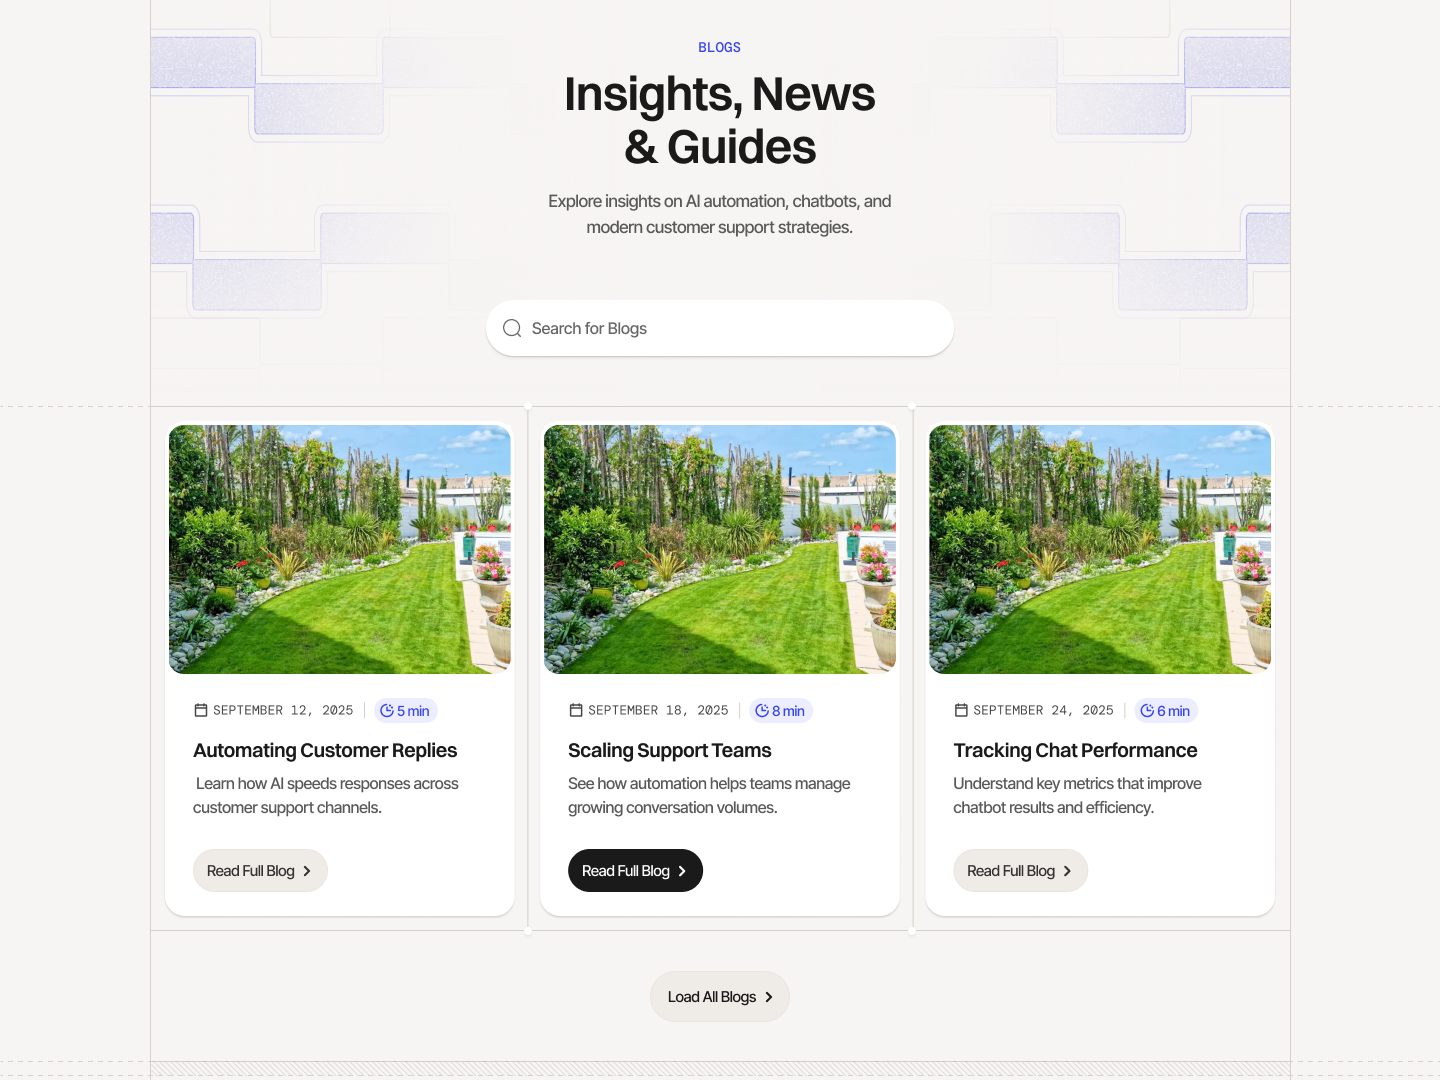 BLOGS
Insights, News
& Guides
Explore insights on AI automation, chatbots, and
modern customer support strategies.
Search for Blogs
SEPTEMBER 12, 2025
5 min
Automating Customer Replies
Learn how AI speeds responses across
customer support channels.
Read Full Blog
SEPTEMBER 18, 2025
8 min
Scaling Support Teams
See how automation helps teams manage
growing conversation volumes.
Read Full Blog
SEPTEMBER 24, 2025
6 min
Tracking Chat Performance
Understand key metrics that improve
chatbot results and efficiency.
Read Full Blog
Load All Blogs